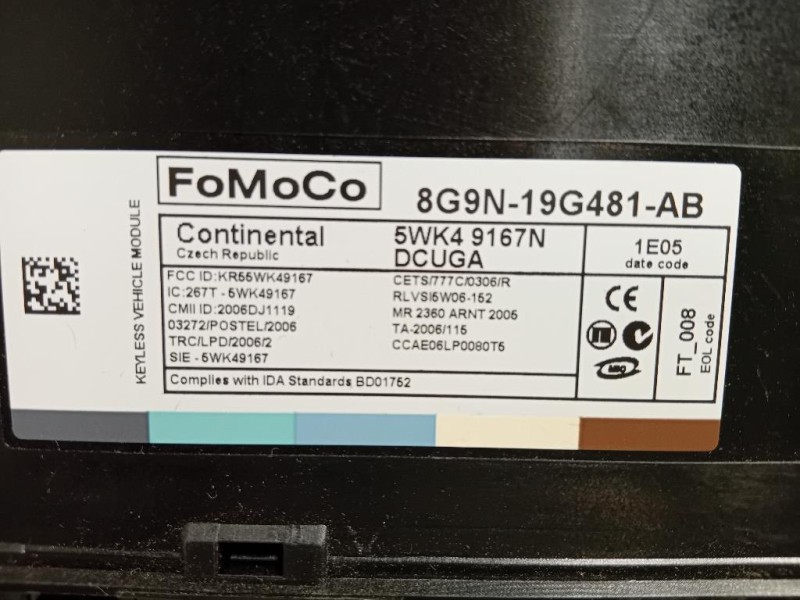 FoMoCo
8G9N-19G481-AB
KEYLESS VEHICLE MODULE
Continental
Czech Republic
5WK4 9167N
DCUGA
1E05
date code
FCC ID:KR55WK49167
IC:267T - 5WK49167
CMII ID:2006DJ1119
03272/POSTEL/2006
TRC/LPD/2006/2
SIE - 5WK49167
CETS/777C/0306/R
RLVSI5W06-152
MR 2360 ARNT 2005
TA-2006/115
CCAE06LP0080T5
Complies with IDA Standards BD01752
CE
FT_008
EOL code